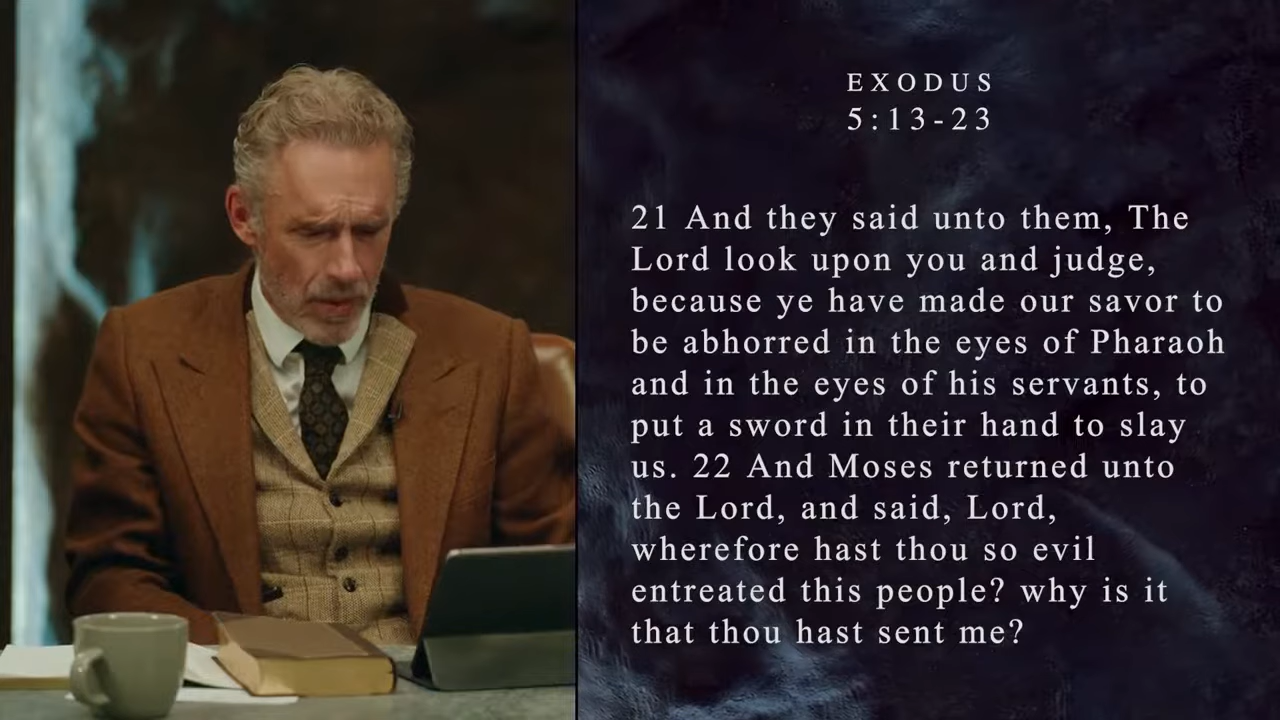 EXODUS
5:13-23
21 And they said unto them, The
Lord look upon you and judge,
because ye have made our savor to
be abhorred in the eyes of Pharaoh
and in the eyes of his servants, to
put a sword in their hand to slay
us. 22 And Moses returned unto
the Lord, and said, Lord,
wherefore hast thou so evil
entreated this people? why is it
that thou hast sent me?